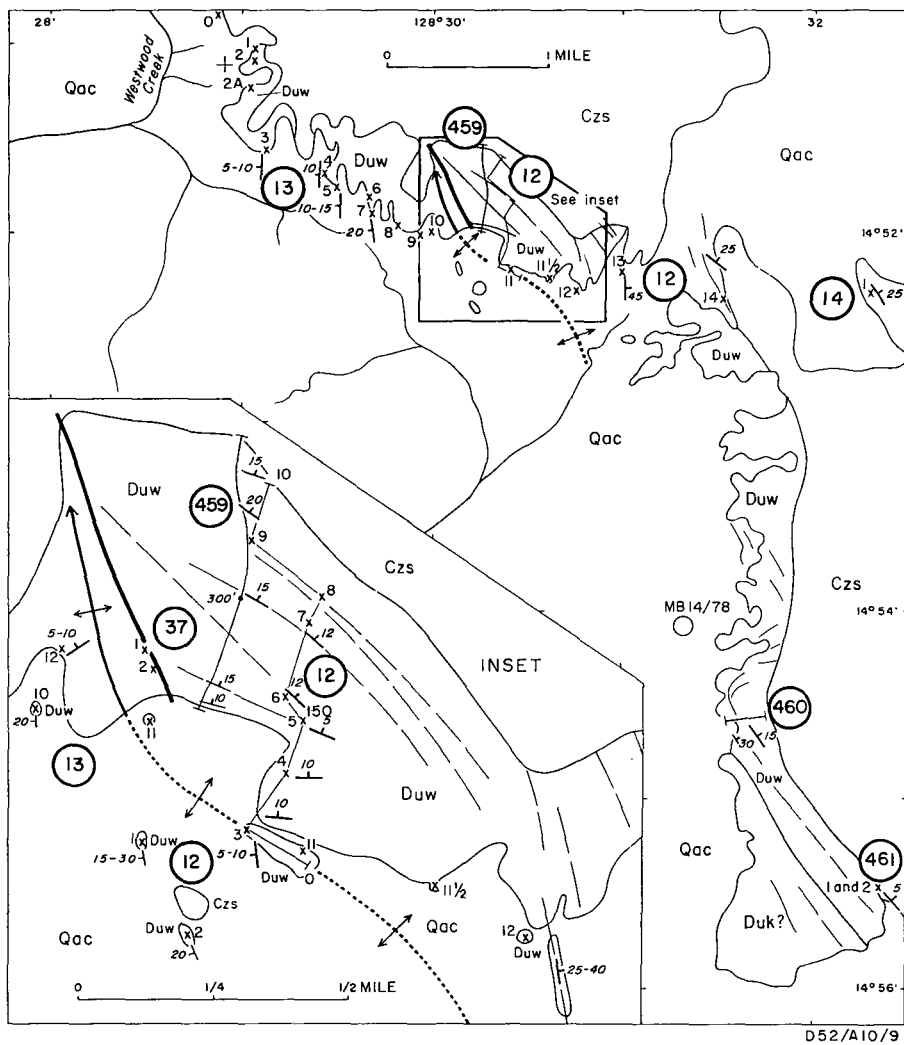 28'
128° 30'
32
0
1
2
2A
Westwood Creek
Qac
Duw
0 1 MILE
Czs
Qac
459
12
See inset
3
5-10
13
4
10
5
10-15
Duw
6
7
20
8
9
10
11
Duw
11½
12
13
45
12
14° 52'
25
14
14
1
25
Duw
Qac
Duw
Czs
MB14/78
14° 54'
460
30
15
Duw
Qac
461
1 and 2
5
Duk?
14° 56'
INSET
Duw
459
15
10
20
9
Czs
300'
15
8
7
12
12
37
1
2
5-10
12
10
Duw
20
11
13
15
10
6
12
150
5
5
4
10
Duw
10
3
5-10
11
Duw
0
1
Duw
15-30
12
Czs
Duw
2
20
Qac
11½
Qac
12
Duw
25-40
0 1/4 1/2 MILE
D52/A10/9